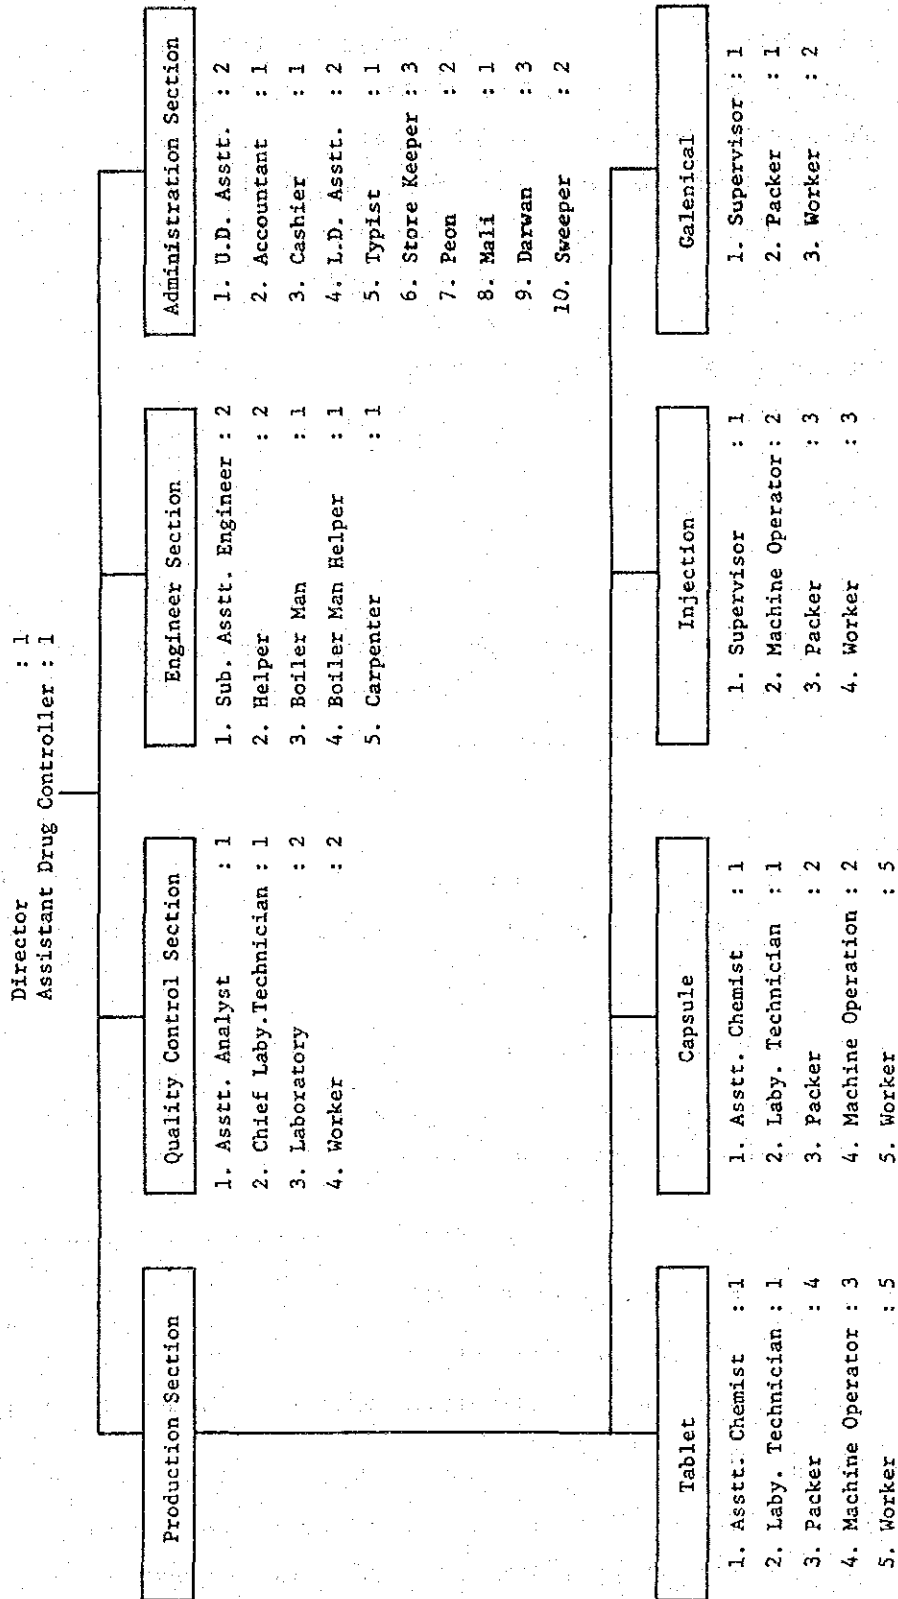 Director : 1
Assistant Drug Controller : 1
Production Section
Quality Control Section
1. Asstt. Analyst : 1
2. Chief Laby.Technician : 1
3. Laboratory : 2
4. Worker : 2
Engineer Section
1. Sub. Asstt. Engineer : 2
2. Helper : 2
3. Boiler Man : 1
4. Boiler Man Helper : 1
5. Carpenter : 1
Administration Section
1. U.D. Asstt. : 2
2. Accountant : 1
3. Cashier : 1
4. L.D. Asstt. : 2
5. Typist : 1
6. Store Keeper : 3
7. Peon : 2
8. Mali : 1
9. Darwan : 3
10. Sweeper : 2
Tablet
1. Asstt. Chemist : 1
2. Laby. Technician : 1
3. Packer : 4
4. Machine Operator : 3
5. Worker : 5
Capsule
1. Asstt. Chemist : 1
2. Laby. Technician : 1
3. Packer : 2
4. Machine Operation : 2
5. Worker : 5
Injection
1. Supervisor : 1
2. Machine Operator : 2
3. Packer : 3
4. Worker : 3
Galenical
1. Supervisor : 1
2. Packer : 1
3. Worker : 2